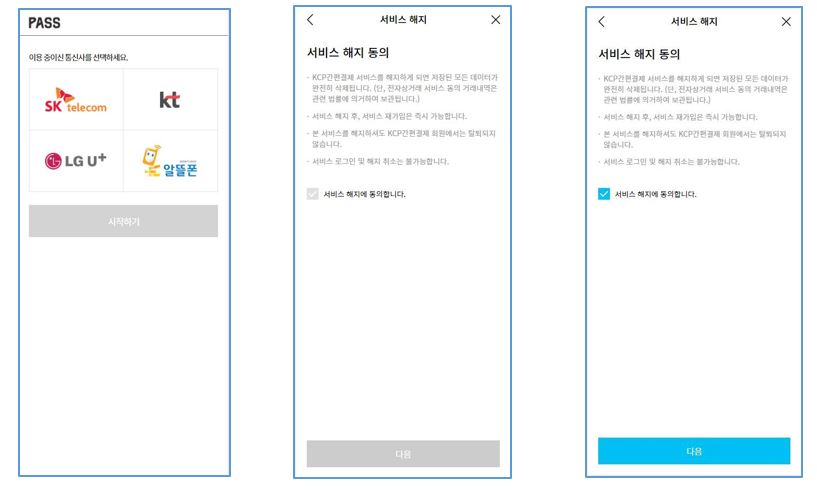 PASS
이용 중이신 통신사를 선택하세요.
SK telecom
kt
LG U+
알뜰폰
시작하기
서비스 해지
서비스 해지 동의
· KCP간편결제 서비스를 해지하게 되면 저장된 모든 데이터가
완전히 삭제됩니다. (단, 전자상거래 서비스 동의 거래내역은
관련 법률에 의거하여 보관됩니다.)
· 서비스 해지 후, 서비스 재가입은 즉시 가능합니다.
· 본 서비스를 해지하셔도 KCP간편결제 회원에서는 탈퇴되지
않습니다.
· 서비스 로그인 및 해지 취소는 불가능합니다.
서비스 해지에 동의합니다.
다음
서비스 해지
서비스 해지 동의
· KCP간편결제 서비스를 해지하게 되면 저장된 모든 데이터가
완전히 삭제됩니다. (단, 전자상거래 서비스 동의 거래내역은
관련 법률에 의거하여 보관됩니다.)
· 서비스 해지 후, 서비스 재가입은 즉시 가능합니다.
· 본 서비스를 해지하셔도 KCP간편결제 회원에서는 탈퇴되지
않습니다.
· 서비스 로그인 및 해지 취소는 불가능합니다.
서비스 해지에 동의합니다.
다음